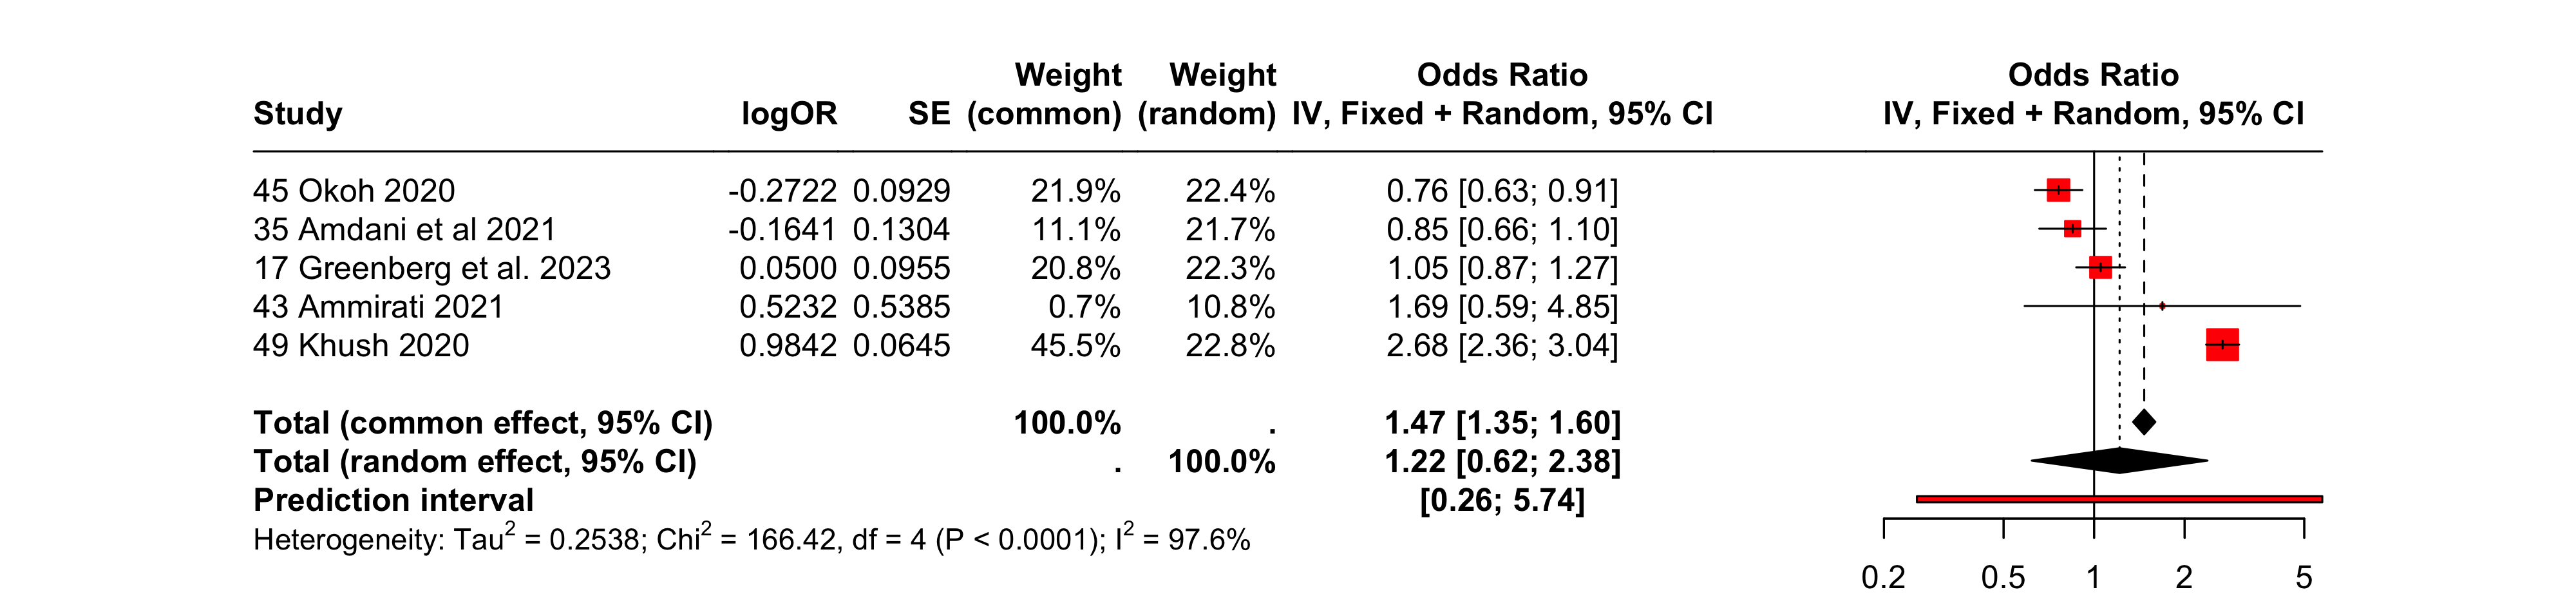 Weight Weight Odds Ratio Odds Ratio
Study logOR SE (common) (random) IV, Fixed + Random, 95% CI IV, Fixed + Random, 95% CI
45 Okoh 2020 -0.2722 0.0929 21.9% 22.4% 0.76 [0.63; 0.91]
35 Amdani et al 2021 -0.1641 0.1304 11.1% 21.7% 0.85 [0.66; 1.10]
17 Greenberg et al. 2023 0.0500 0.0955 20.8% 22.3% 1.05 [0.87; 1.27]
43 Ammirati 2021 0.5232 0.5385 0.7% 10.8% 1.69 [0.59; 4.85]
49 Khush 2020 0.9842 0.0645 45.5% 22.8% 2.68 [2.36; 3.04]
Total (common effect, 95% CI) 100.0% . 1.47 [1.35; 1.60]
Total (random effect, 95% CI) . 100.0% 1.22 [0.62; 2.38]
Prediction interval [0.26; 5.74]
Heterogeneity: Tau² = 0.2538; Chi² = 166.42, df = 4 (P < 0.0001); I² = 97.6%
0.2 0.5 1 2 5